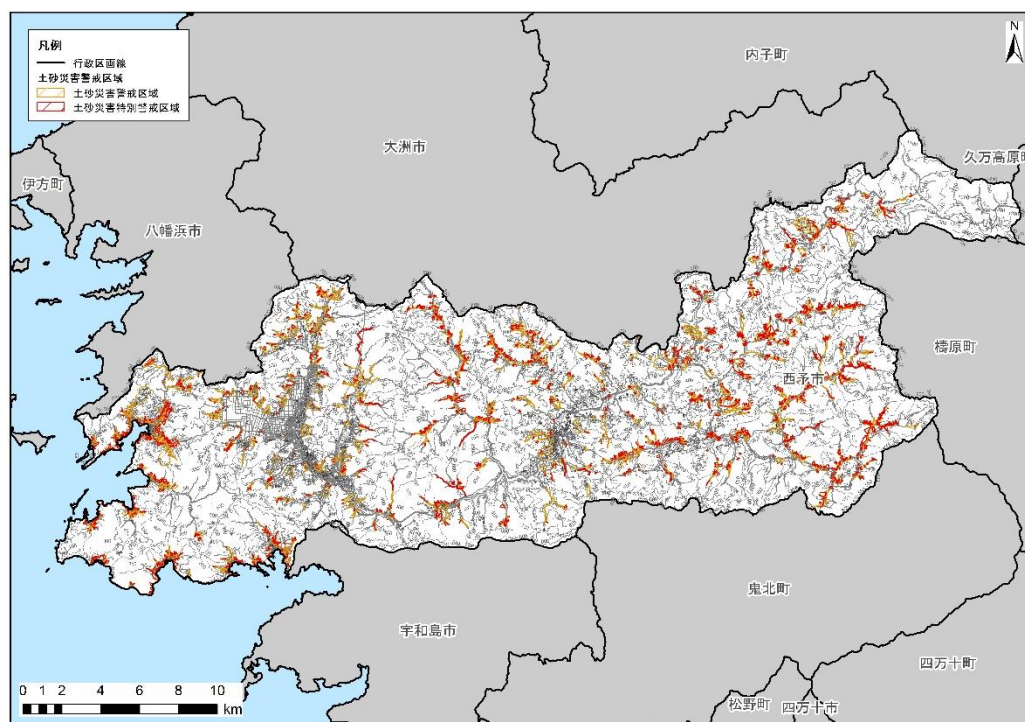 凡例
行政区画線
土砂災害警戒区域
土砂災害警戒区域
土砂災害特別警戒区域
N
内子町
大洲市
久万高原町
伊方町
八幡浜市
梼原町
西予市
鬼北町
宇和島市
四万十町
松野町
四万十市
0 1 2 4 6 8 10
km